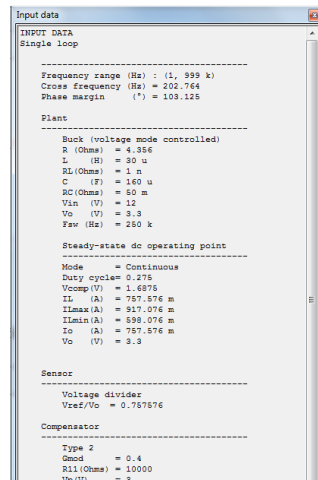 Input data
INPUT DATA
Single loop
----------------------------------------
Frequency range (Hz) : (1, 999 k)
Cross frequency (Hz) = 202.764
Phase margin (°) = 103.125
Plant
----------------------------------------
Buck (voltage mode controlled)
R (Ohms) = 4.356
L (H) = 30 u
RL(Ohms) = 1 n
C (F) = 160 u
RC(Ohms) = 50 m
Vin (V) = 12
Vo (V) = 3.3
Fsw (Hz) = 250 k
Steady-state dc operating point
------------------------------------
Mode = Continuous
Duty cycle= 0.275
Vcomp(V) = 1.6875
IL (A) = 757.576 m
ILmax(A) = 917.076 m
ILmin(A) = 598.076 m
Io (A) = 757.576 m
Vo (V) = 3.3
Sensor
----------------------------------------
Voltage divider
Vref/Vo = 0.757576
Compensator
----------------------------------------
Type 2
Gmod = 0.4
R11(Ohms) = 10000
Vp(V) = 3